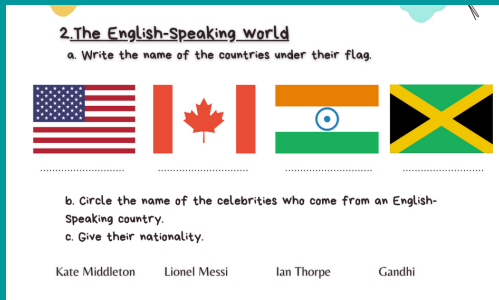 2.The English-Speaking World
a. Write the name of the countries under their flag.
........................ ........................ ........................ ........................
b. Circle the name of the celebrities who come from an English-
Speaking country.
c. Give their nationality.
Kate Middleton Lionel Messi Ian Thorpe Gandhi